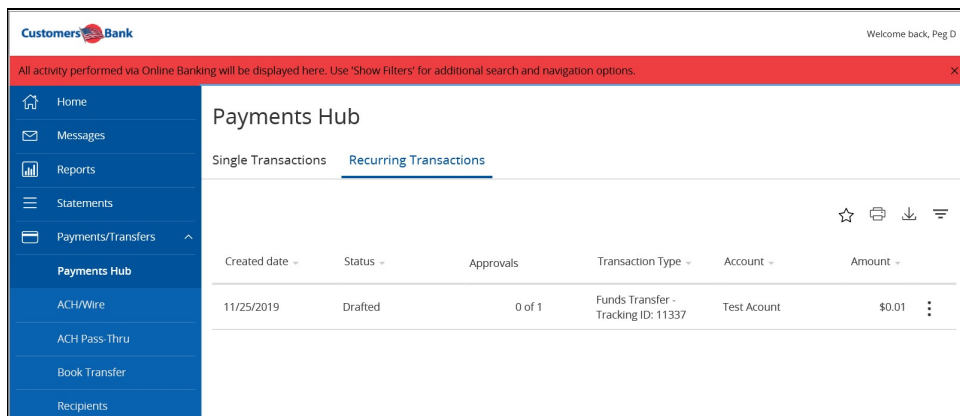 Customers Bank
Welcome back, Peg D
All activity performed via Online Banking will be displayed here. Use 'Show Filters' for additional search and navigation options.
Home
Messages
Reports
Statements
Payments/Transfers
Payments Hub
ACH/Wire
ACH Pass-Thru
Book Transfer
Recipients
Payments Hub
Single Transactions Recurring Transactions
Created date Status Approvals Transaction Type Account Amount
11/25/2019 Drafted 0 of 1 Funds Transfer - Test Acount $0.01
Tracking ID: 11337